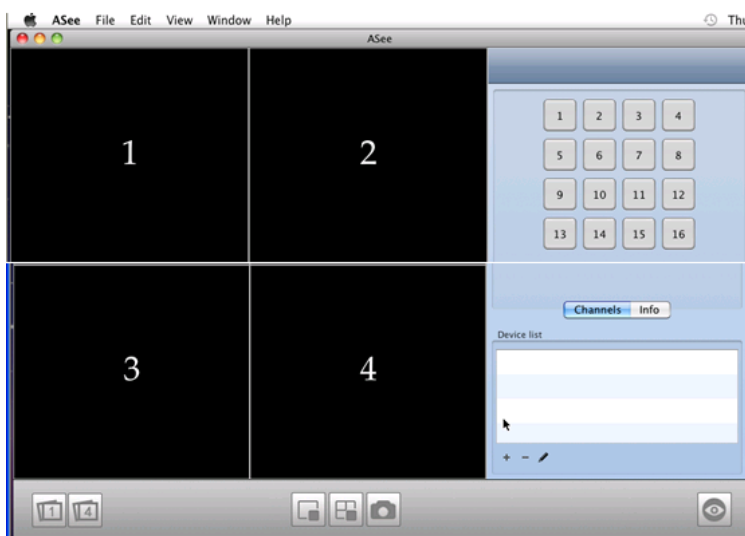 ASee File Edit View Window Help Thu
ASee
1 2
1 2 3 4
5 6 7 8
9 10 11 12
13 14 15 16
3 4
Channels Info
Device list
+ -
1 4